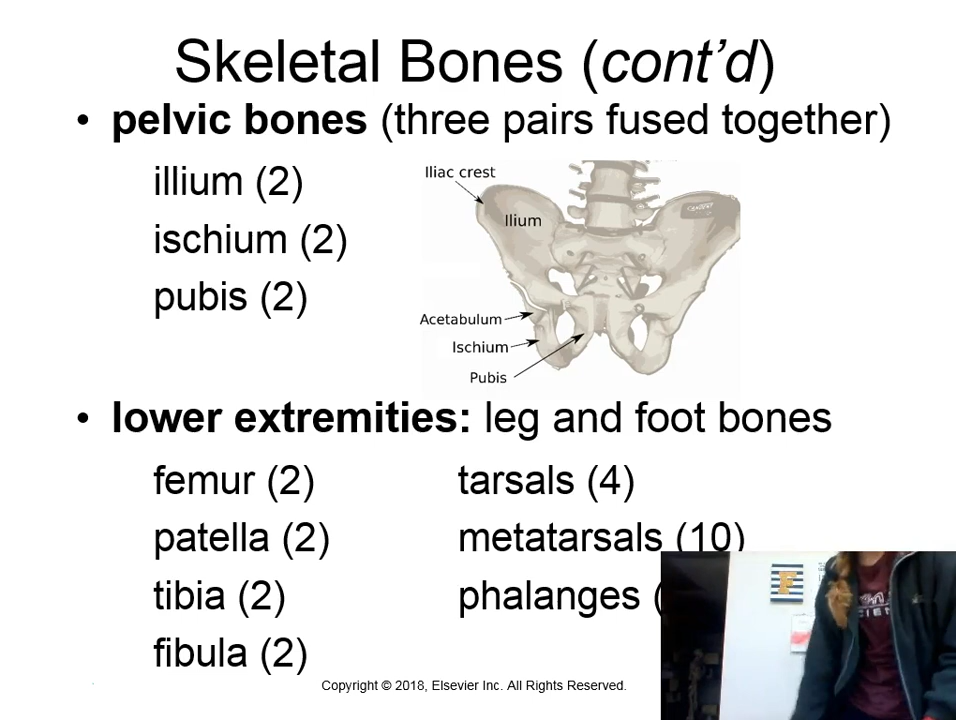 Skeletal Bones (cont’d)
• pelvic bones (three pairs fused together)
illium (2)
ischium (2)
pubis (2)
Iliac crest
Ilium
Acetabulum
Ischium
Pubis
• lower extremities: leg and foot bones
femur (2)
patella (2)
tibia (2)
fibula (2)
tarsals (4)
metatarsals (10)
phalanges (
F
Copyright © 2018, Elsevier Inc. All Rights Reserved.